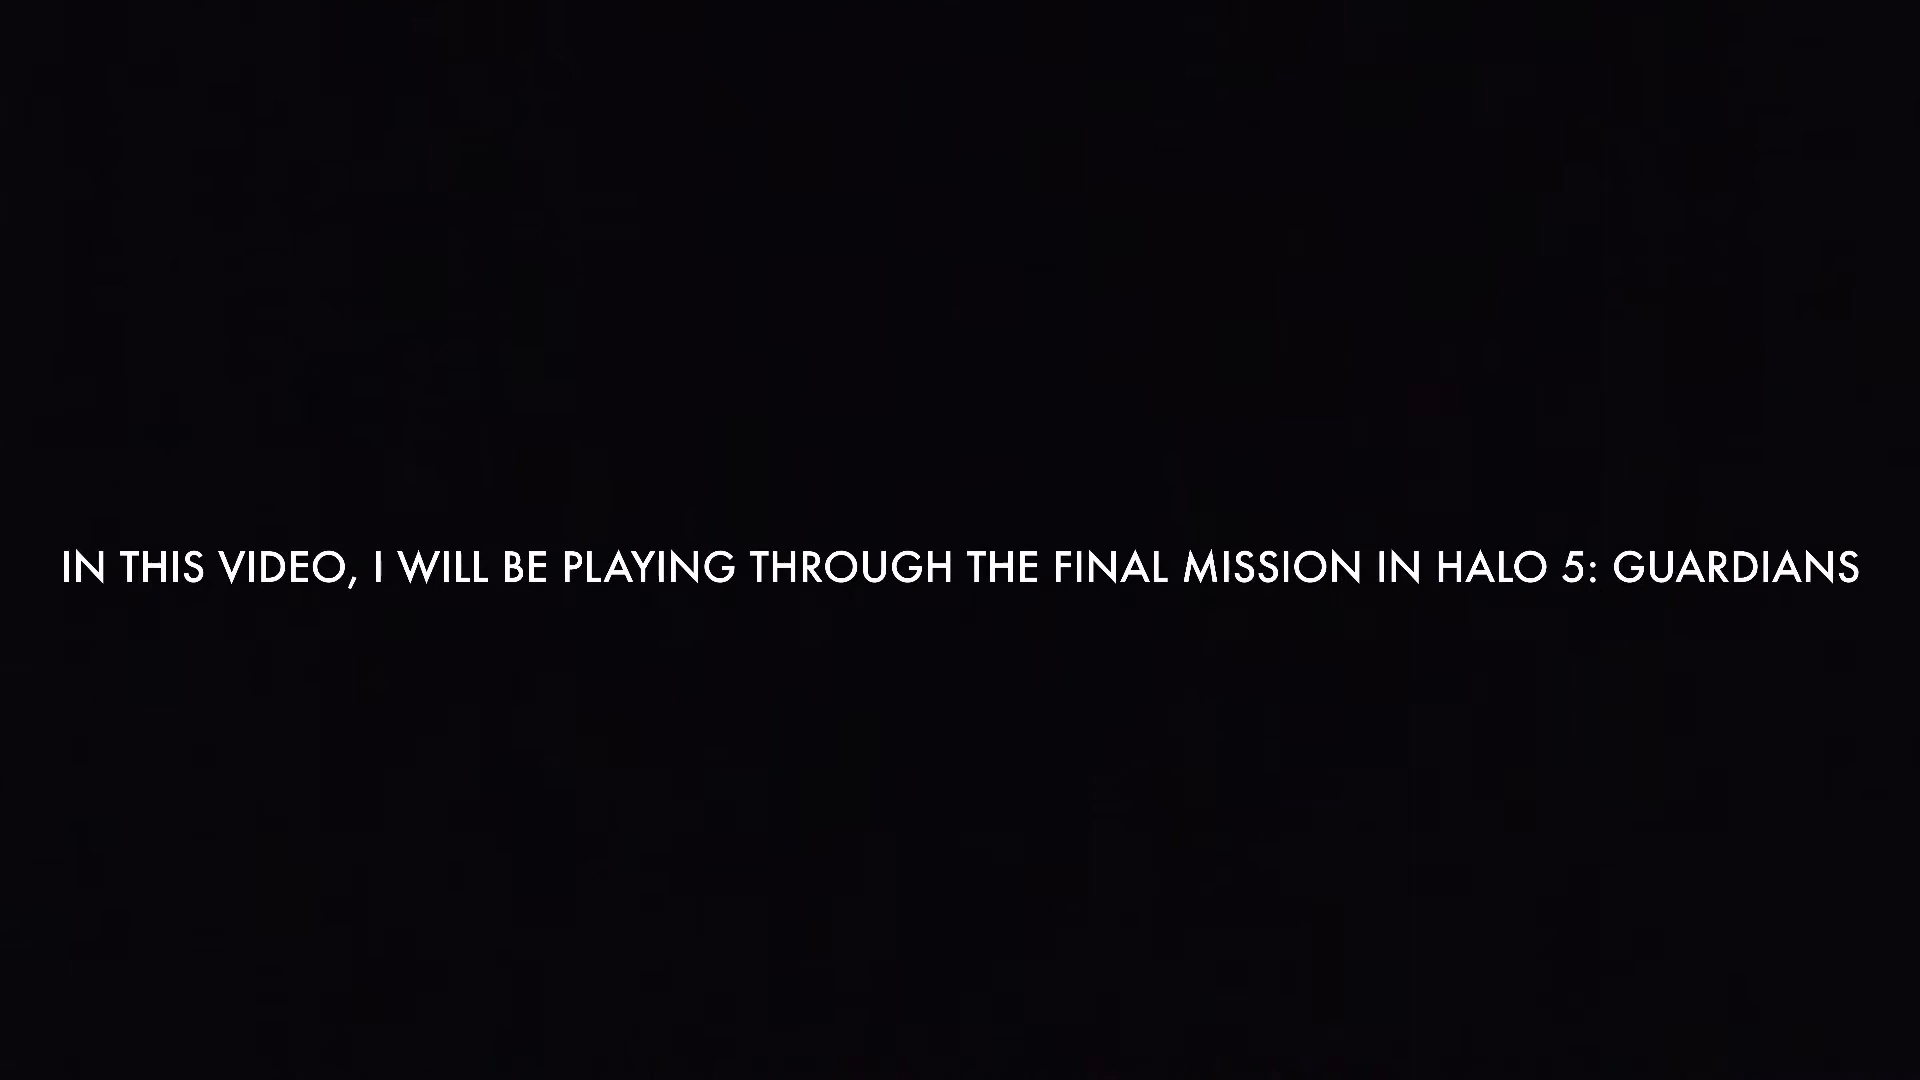 IN THIS VIDEO, I WILL BE PLAYING THROUGH THE FINAL MISSION IN HALO 5: GUARDIANS